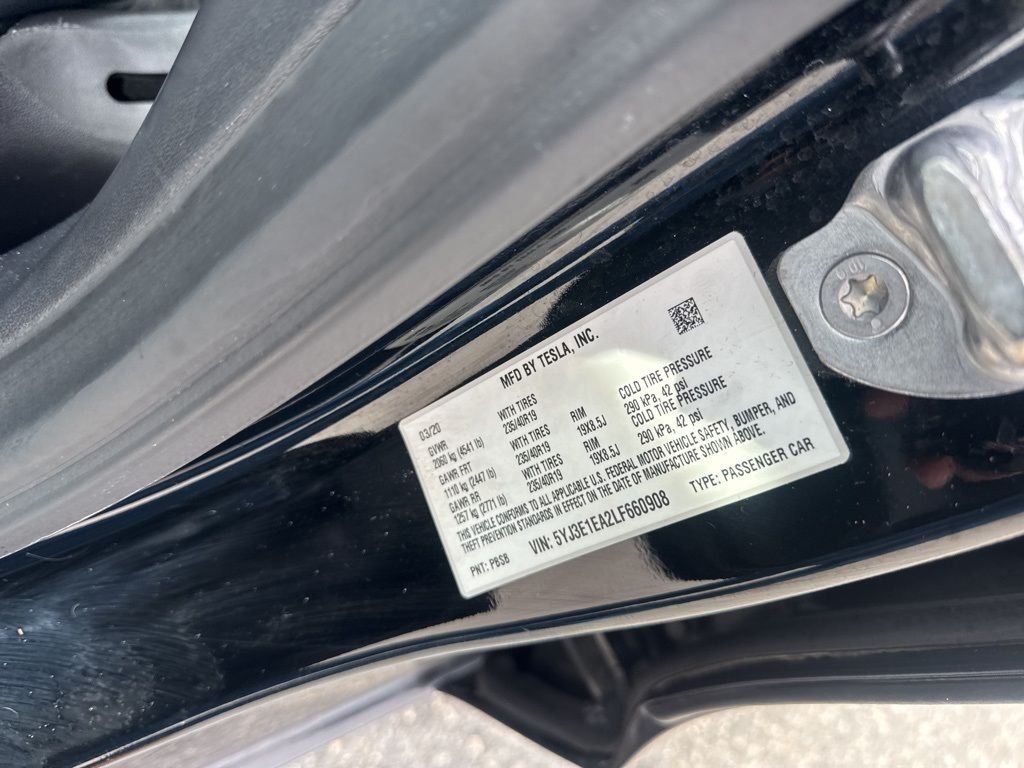 MFD BY TESLA, INC.
03/20
GVWR WITH TIRES
2060 kg (4541 lb) 235/40R19 RIM COLD TIRE PRESSURE
GAWR FRT WITH TIRES 19X8.5J 290 kPa, 42 psi
1110 kg (2447 lb) 235/40R19 RIM COLD TIRE PRESSURE
GAWR RR WITH TIRES 19X8.5J 290 kPa, 42 psi
1257 kg (2771 lb) 235/40R19
THIS VEHICLE CONFORMS TO ALL APPLICABLE U.S. FEDERAL MOTOR VEHICLE SAFETY, BUMPER, AND
THEFT PREVENTION STANDARDS IN EFFECT ON THE DATE OF MANUFACTURE SHOWN ABOVE.
PNT: PBSB VIN: 5YJ3E1EA2LF660908 TYPE: PASSENGER CAR